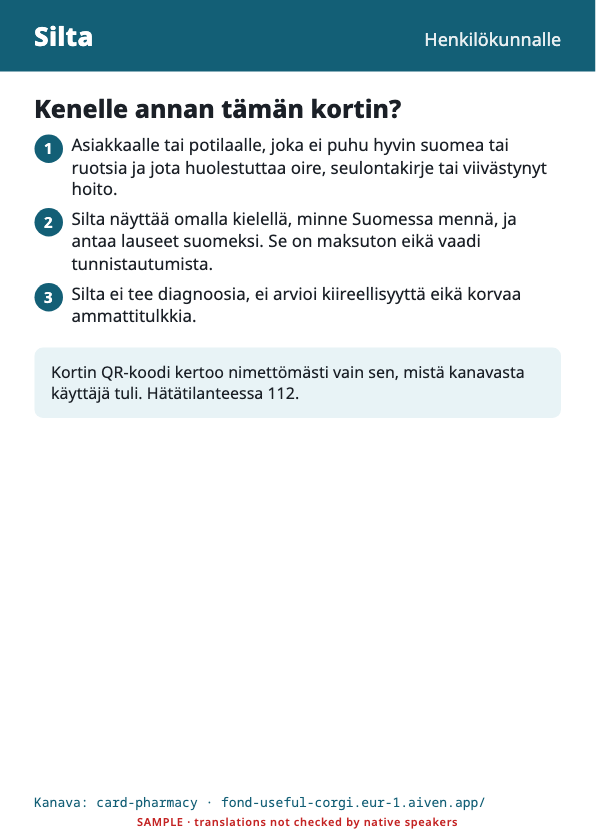 Silta
Henkilökunnalle
Kenelle annan tämän kortin?
1 Asiakkaalle tai potilaalle, joka ei puhu hyvin suomea tai
ruotsia ja jota huolestuttaa oire, seulontakirje tai viivästynyt
hoito.
2 Silta näyttää omalla kielellä, minne Suomessa mennä, ja
antaa lauseet suomeksi. Se on maksuton eikä vaadi
tunnistautumista.
3 Silta ei tee diagnoosia, ei arvioi kiireellisyyttä eikä korvaa
ammattitulkkia.
Kortin QR-koodi kertoo nimettömästi vain sen, mistä kanavasta
käyttäjä tuli. Hätätilanteessa 112.
Kanava: card-pharmacy · fond-useful-corgi.eur-1.aiven.app/
SAMPLE · translations not checked by native speakers